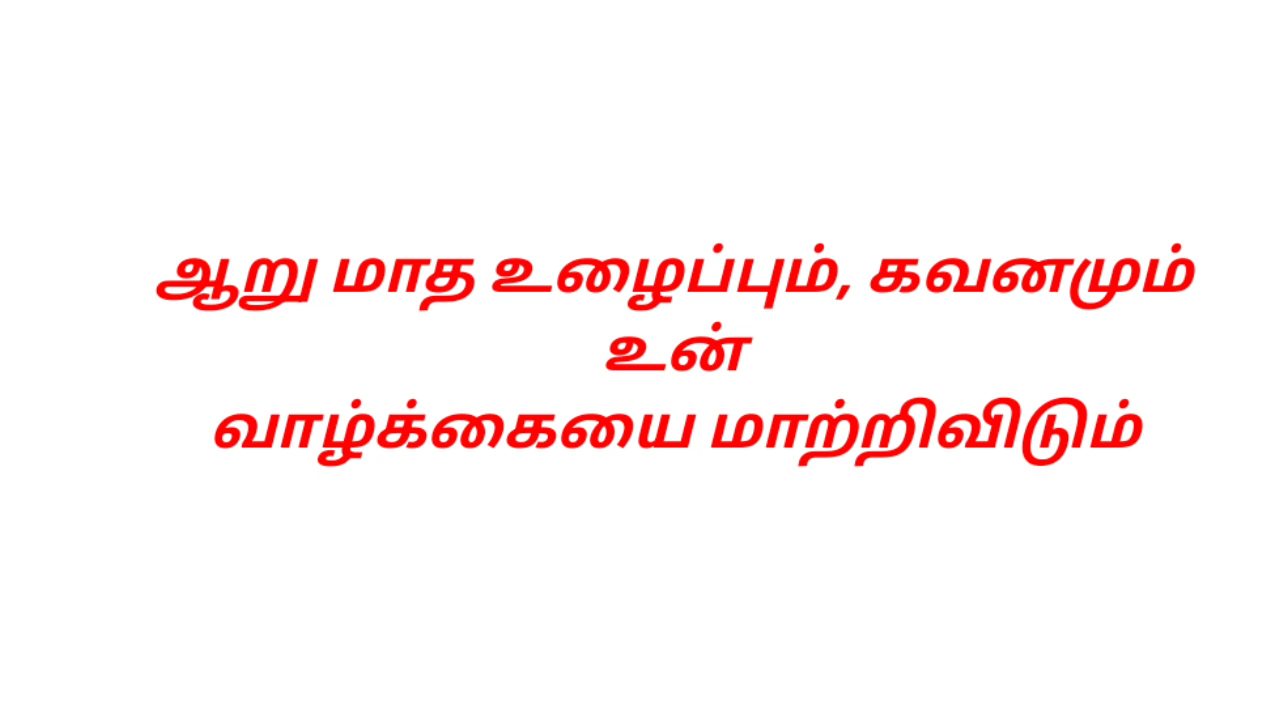 ஆறு மாத உழைப்பும், கவனமும்
உன்
வாழ்க்கையை மாற்றிவிடும்